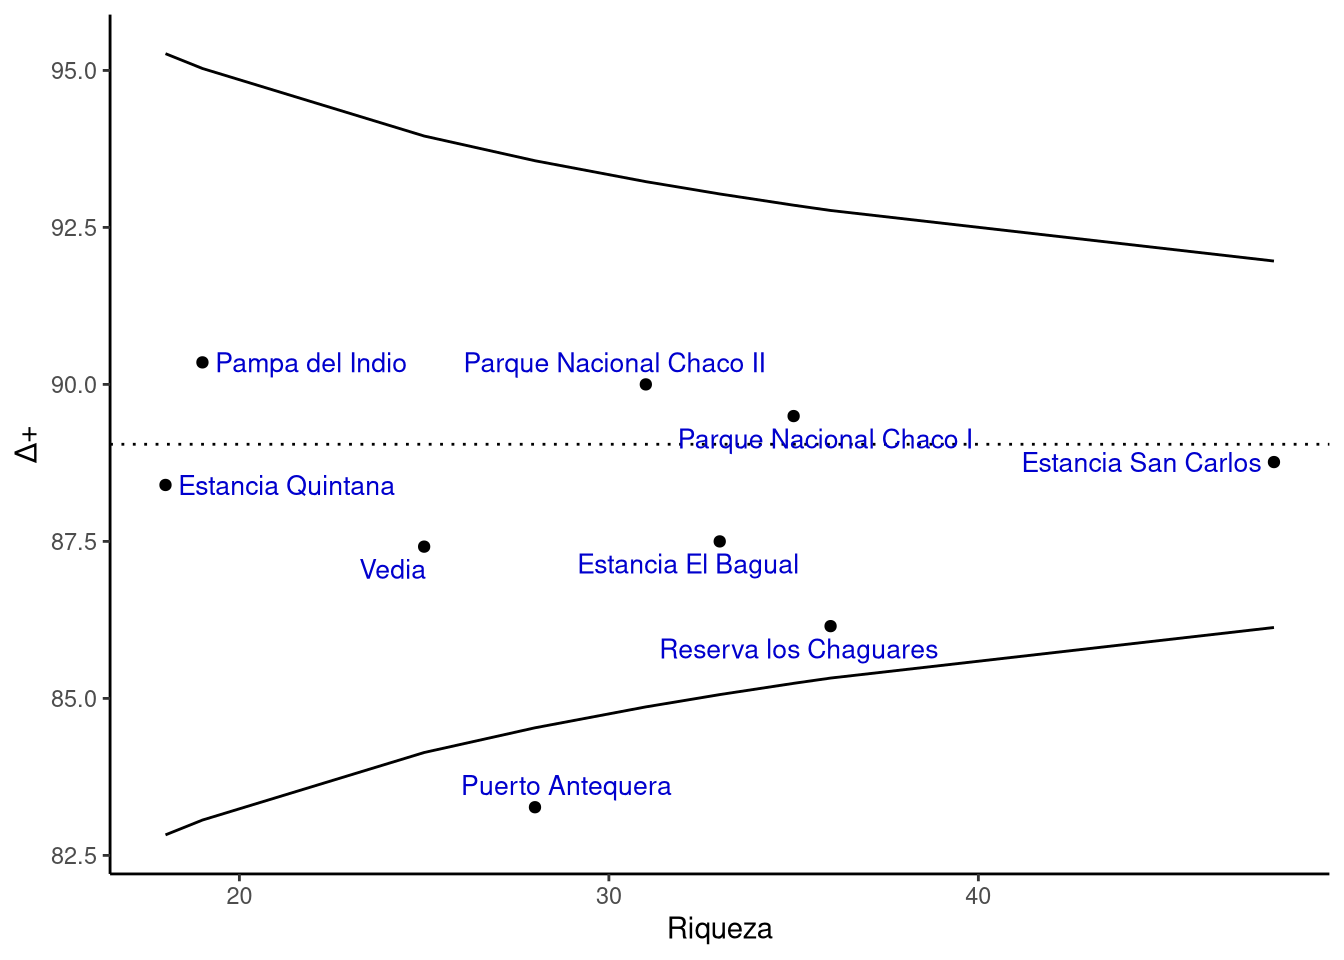 95.0
92.5
90.0
87.5
85.0
82.5
Δ+
Pampa del Indio
Parque Nacional Chaco II
Parque Nacional Chaco I
Estancia San Carlos
Estancia Quintana
Vedia
Estancia El Bagual
Reserva los Chaguares
Puerto Antequera
20
30
40
Riqueza